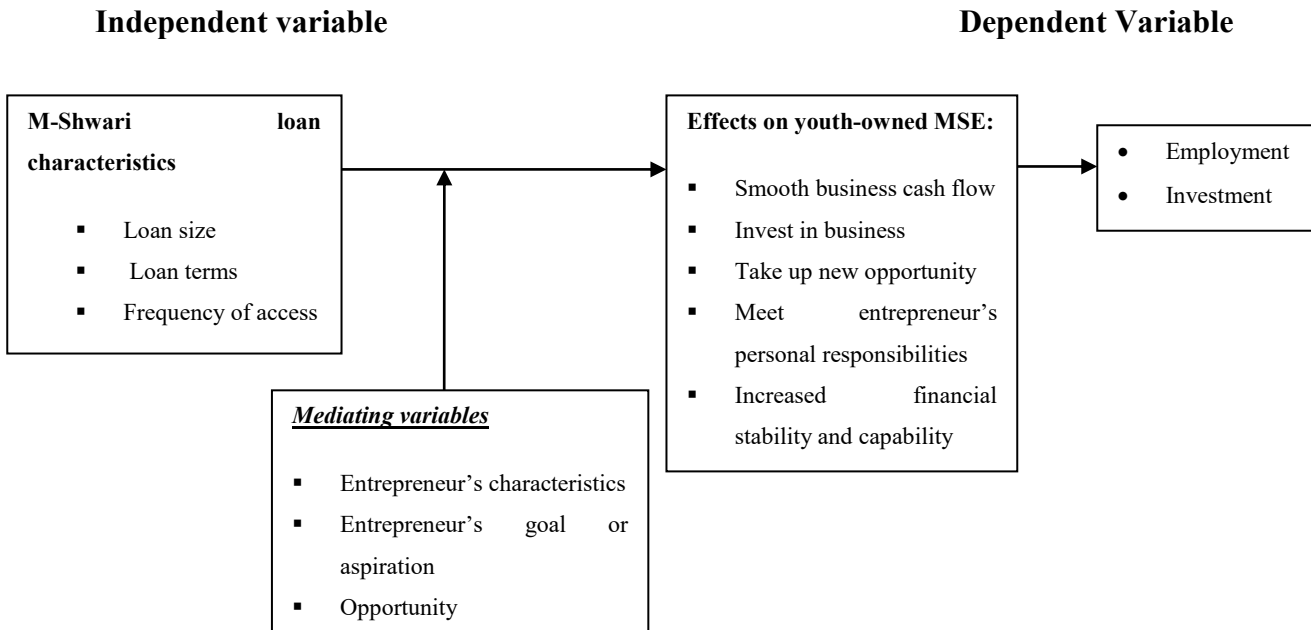 Independent variable
Dependent Variable
M-Shwari loan
characteristics
▪ Loan size
▪ Loan terms
▪ Frequency of access
Effects on youth-owned MSE:
▪ Smooth business cash flow
▪ Invest in business
▪ Take up new opportunity
▪ Meet entrepreneur’s
personal responsibilities
▪ Increased financial
stability and capability
• Employment
• Investment
Mediating variables
▪ Entrepreneur’s characteristics
▪ Entrepreneur’s goal or
aspiration
▪ Opportunity